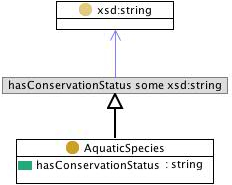 xsd:string
hasConservationStatus some xsd:string
AquaticSpecies
hasConservationStatus : string